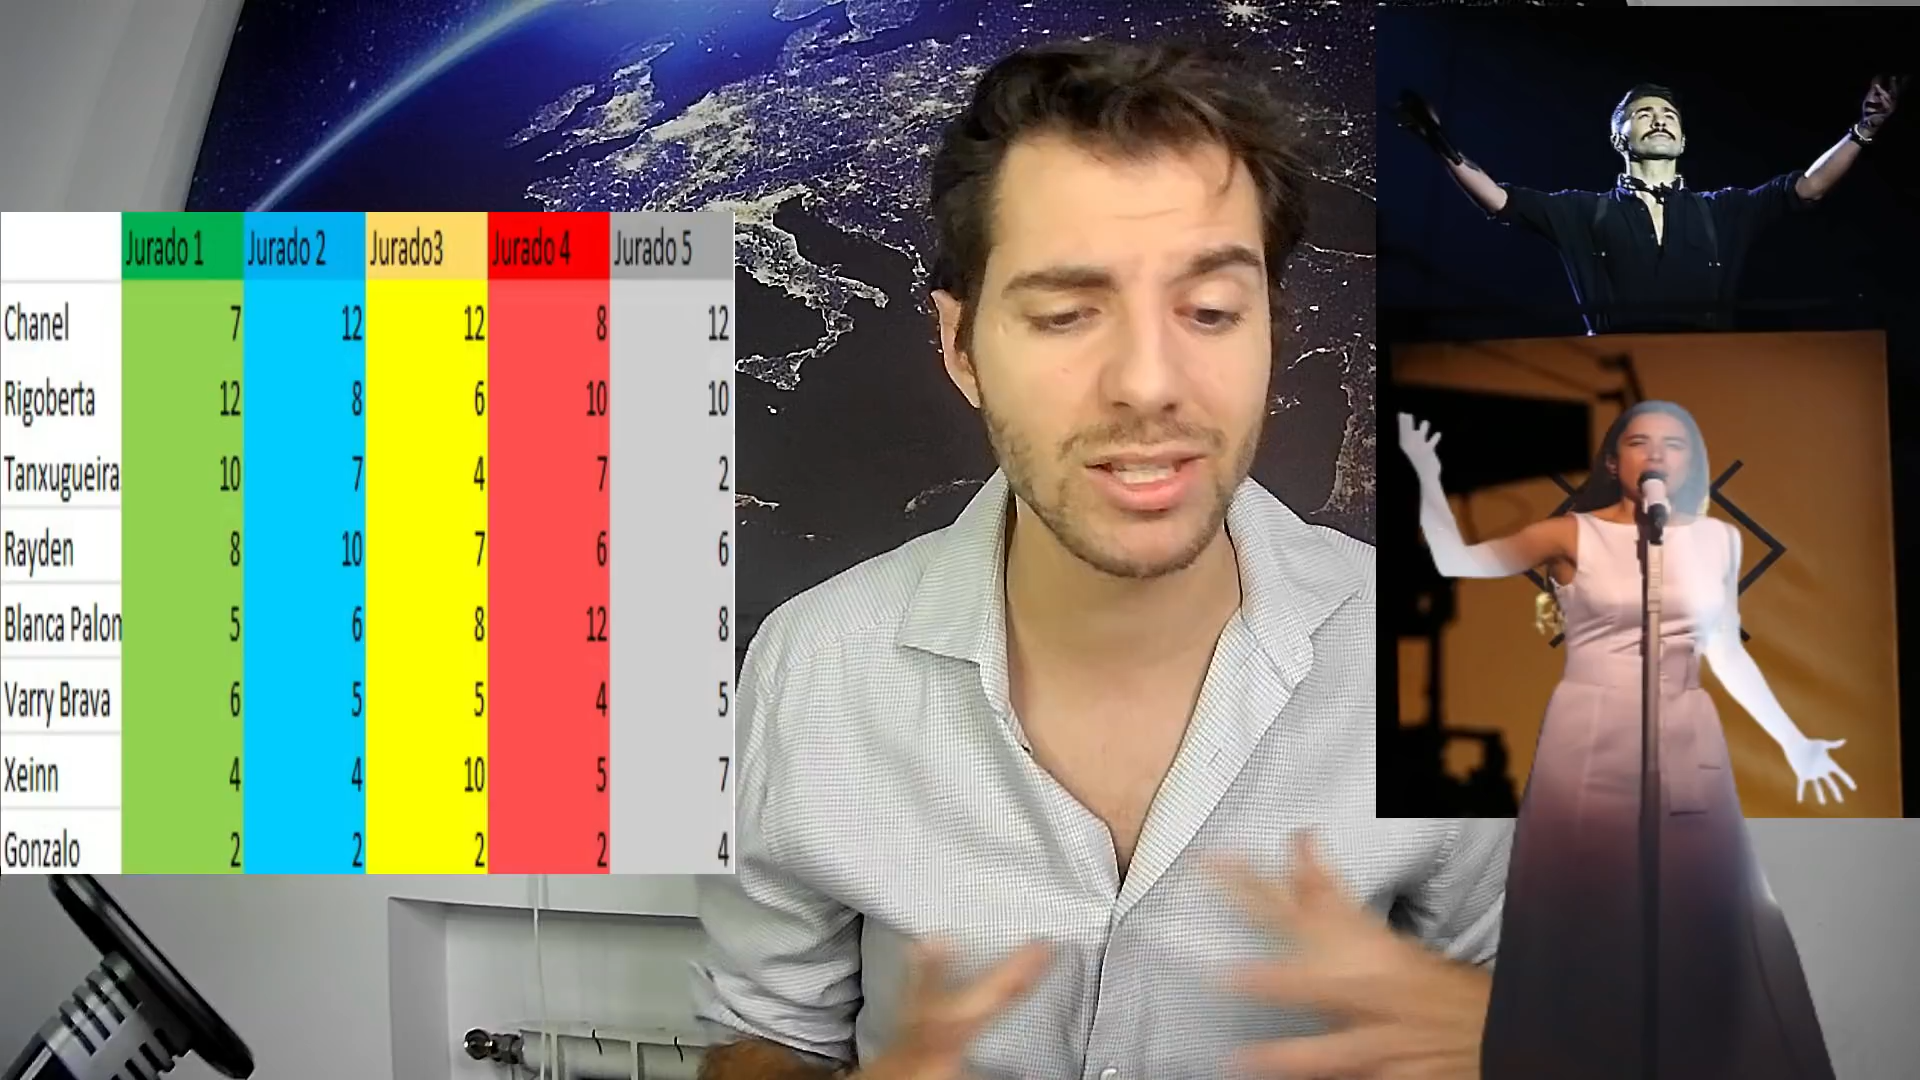 Jurado 1 Jurado 2 Jurado3 Jurado 4 Jurado 5
Chanel 7 12 12 8 12
Rigoberta 12 8 6 10 10
Tanxugueira 10 7 4 7 2
Rayden 8 10 7 6 6
Blanca Palon 5 6 8 12 8
Varry Brava 6 5 5 4 5
Xeinn 4 4 10 5 7
Gonzalo 2 2 2 2 4